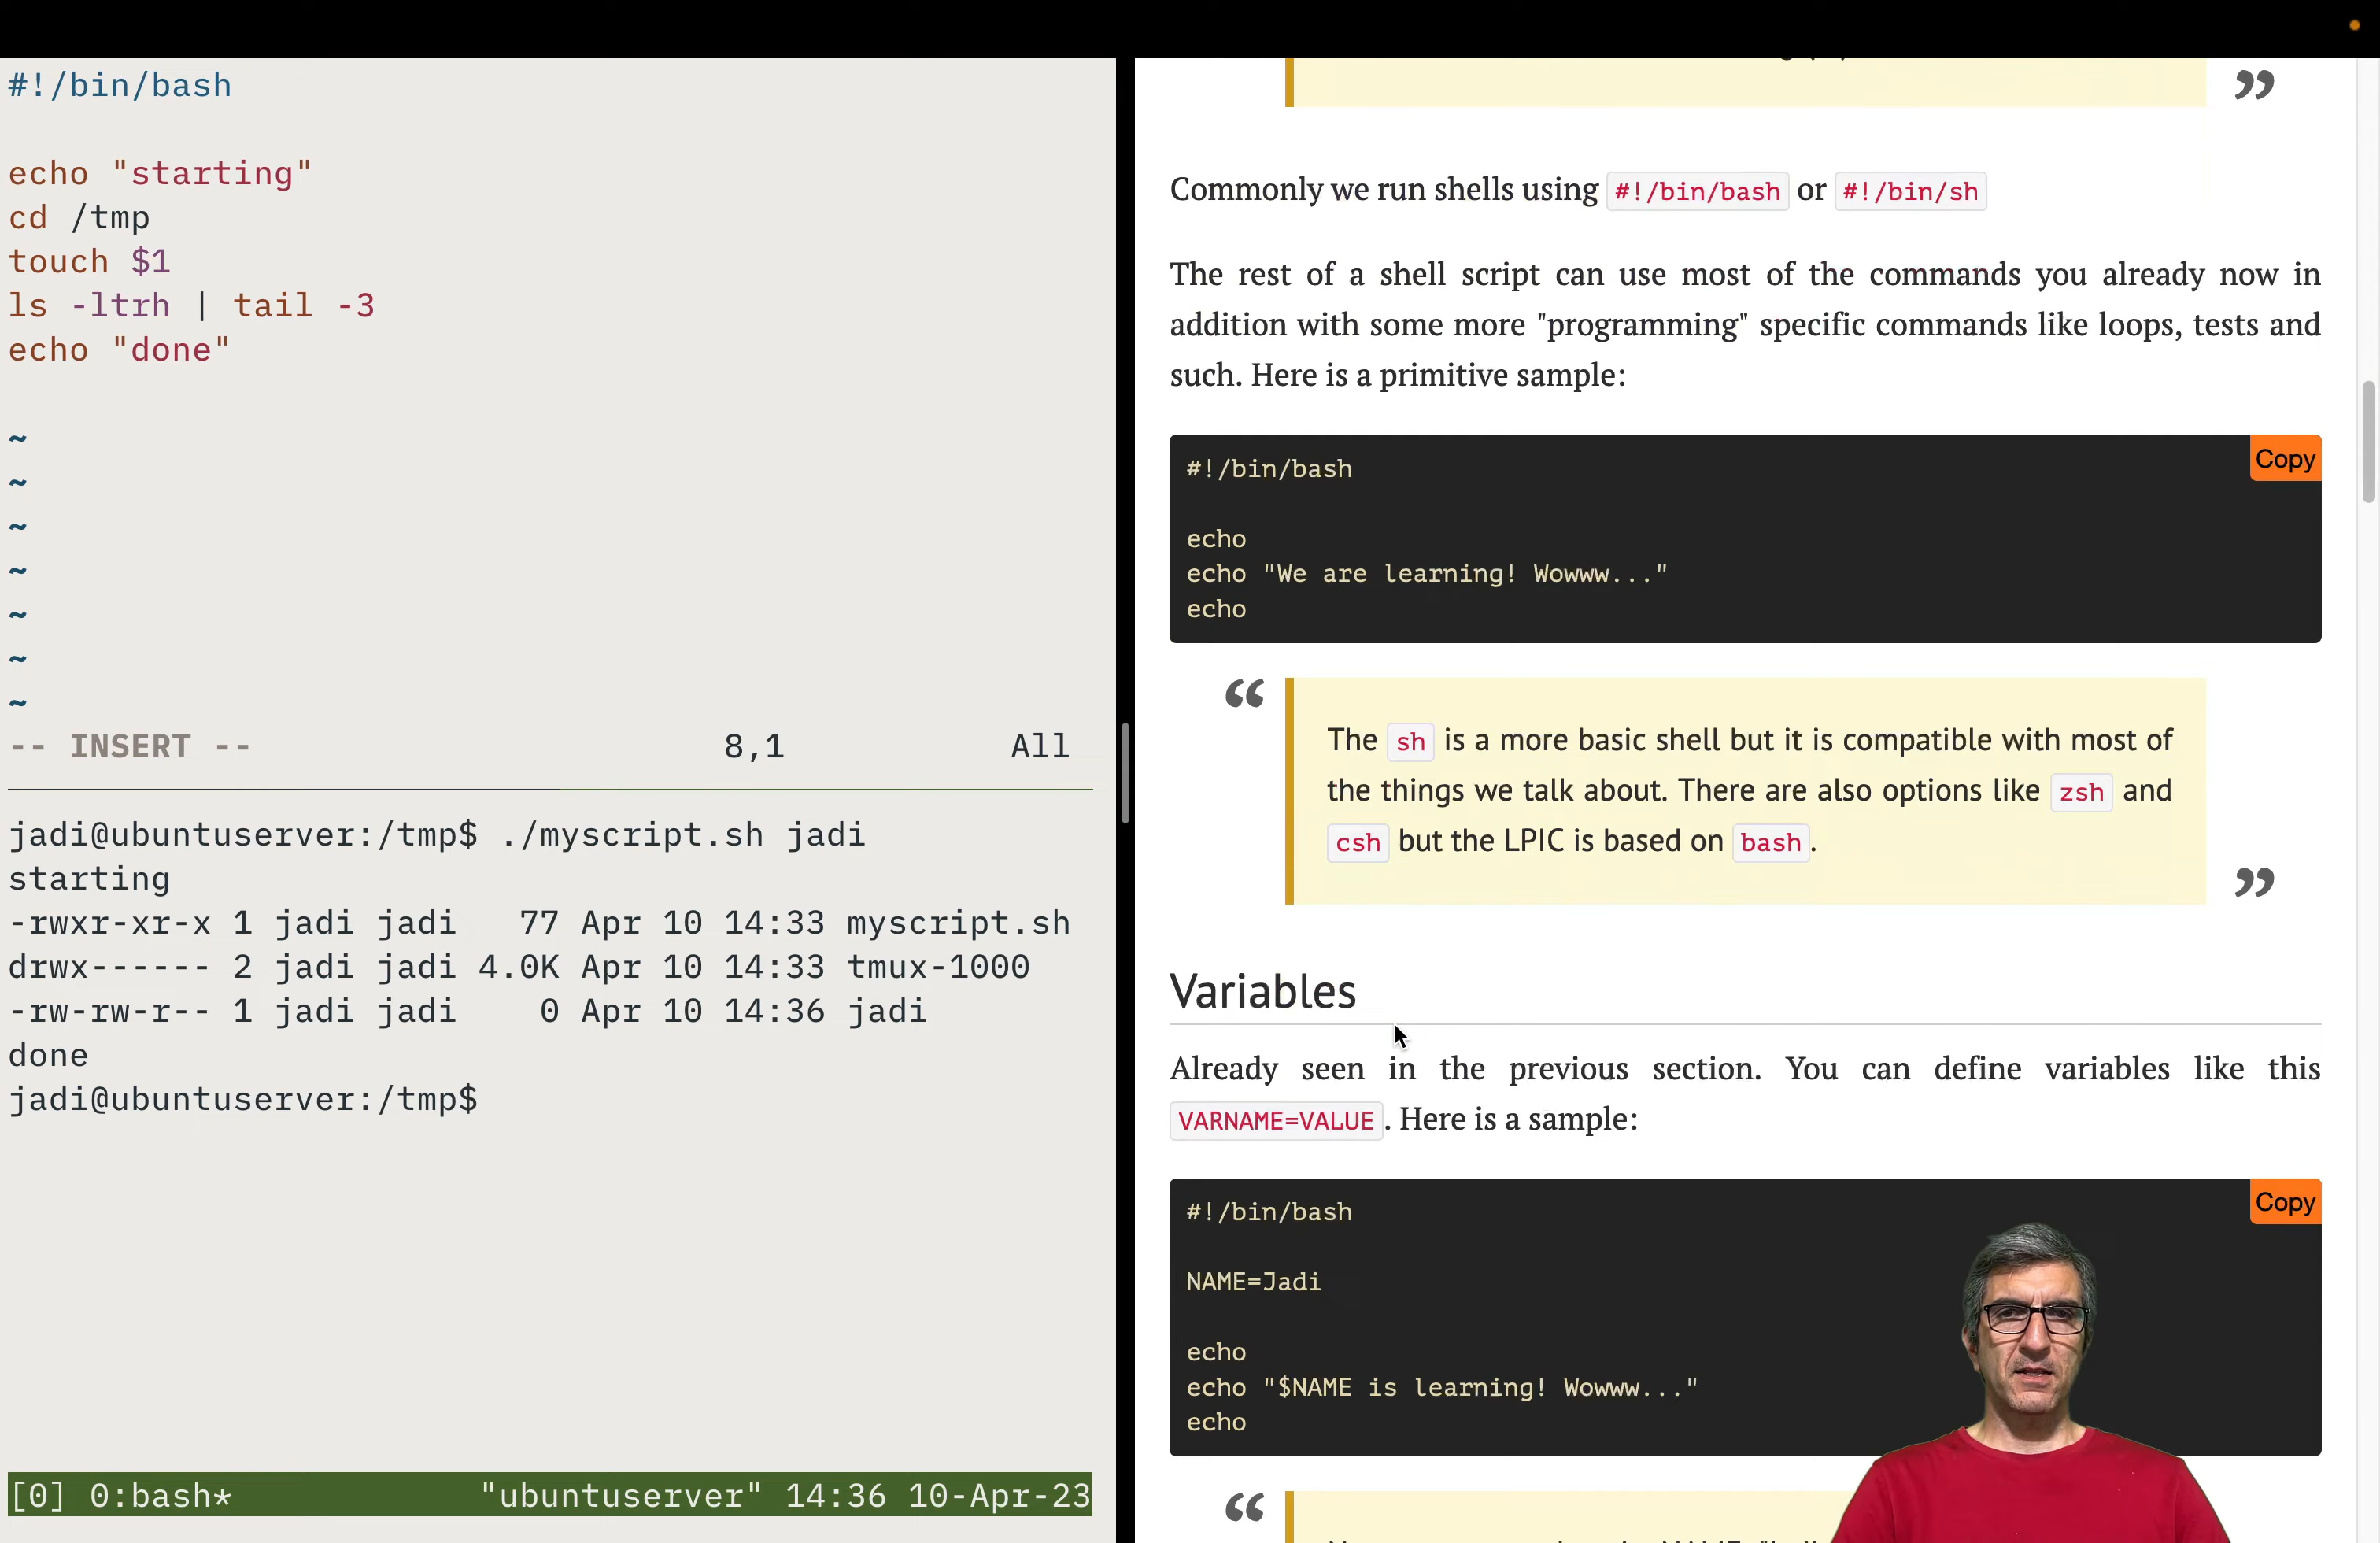 #!/bin/bash
echo "starting"
cd /tmp
touch $1
ls -ltrh | tail -3
echo "done"
~
~
~
~
~
~
~
-- INSERT -- 8,1 All
jadi@ubuntuserver:/tmp$ ./myscript.sh jadi
starting
-rwxr-xr-x 1 jadi jadi 77 Apr 10 14:33 myscript.sh
drwx------ 2 jadi jadi 4.0K Apr 10 14:33 tmux-1000
-rw-rw-r-- 1 jadi jadi 0 Apr 10 14:36 jadi
done
jadi@ubuntuserver:/tmp$
[0] 0:bash* "ubuntuserver" 14:36 10-Apr-23
”
Commonly we run shells using #!/bin/bash or #!/bin/sh
The rest of a shell script can use most of the commands you already now in
addition with some more "programming" specific commands like loops, tests and
such. Here is a primitive sample:
Copy
#!/bin/bash
echo
echo "We are learning! Wowww..."
echo
“
The sh is a more basic shell but it is compatible with most of
the things we talk about. There are also options like zsh and
csh but the LPIC is based on bash.
”
Variables
Already seen in the previous section. You can define variables like this
VARNAME=VALUE. Here is a sample:
Copy
#!/bin/bash
NAME=Jadi
echo
echo "$NAME is learning! Wowww..."
echo
“